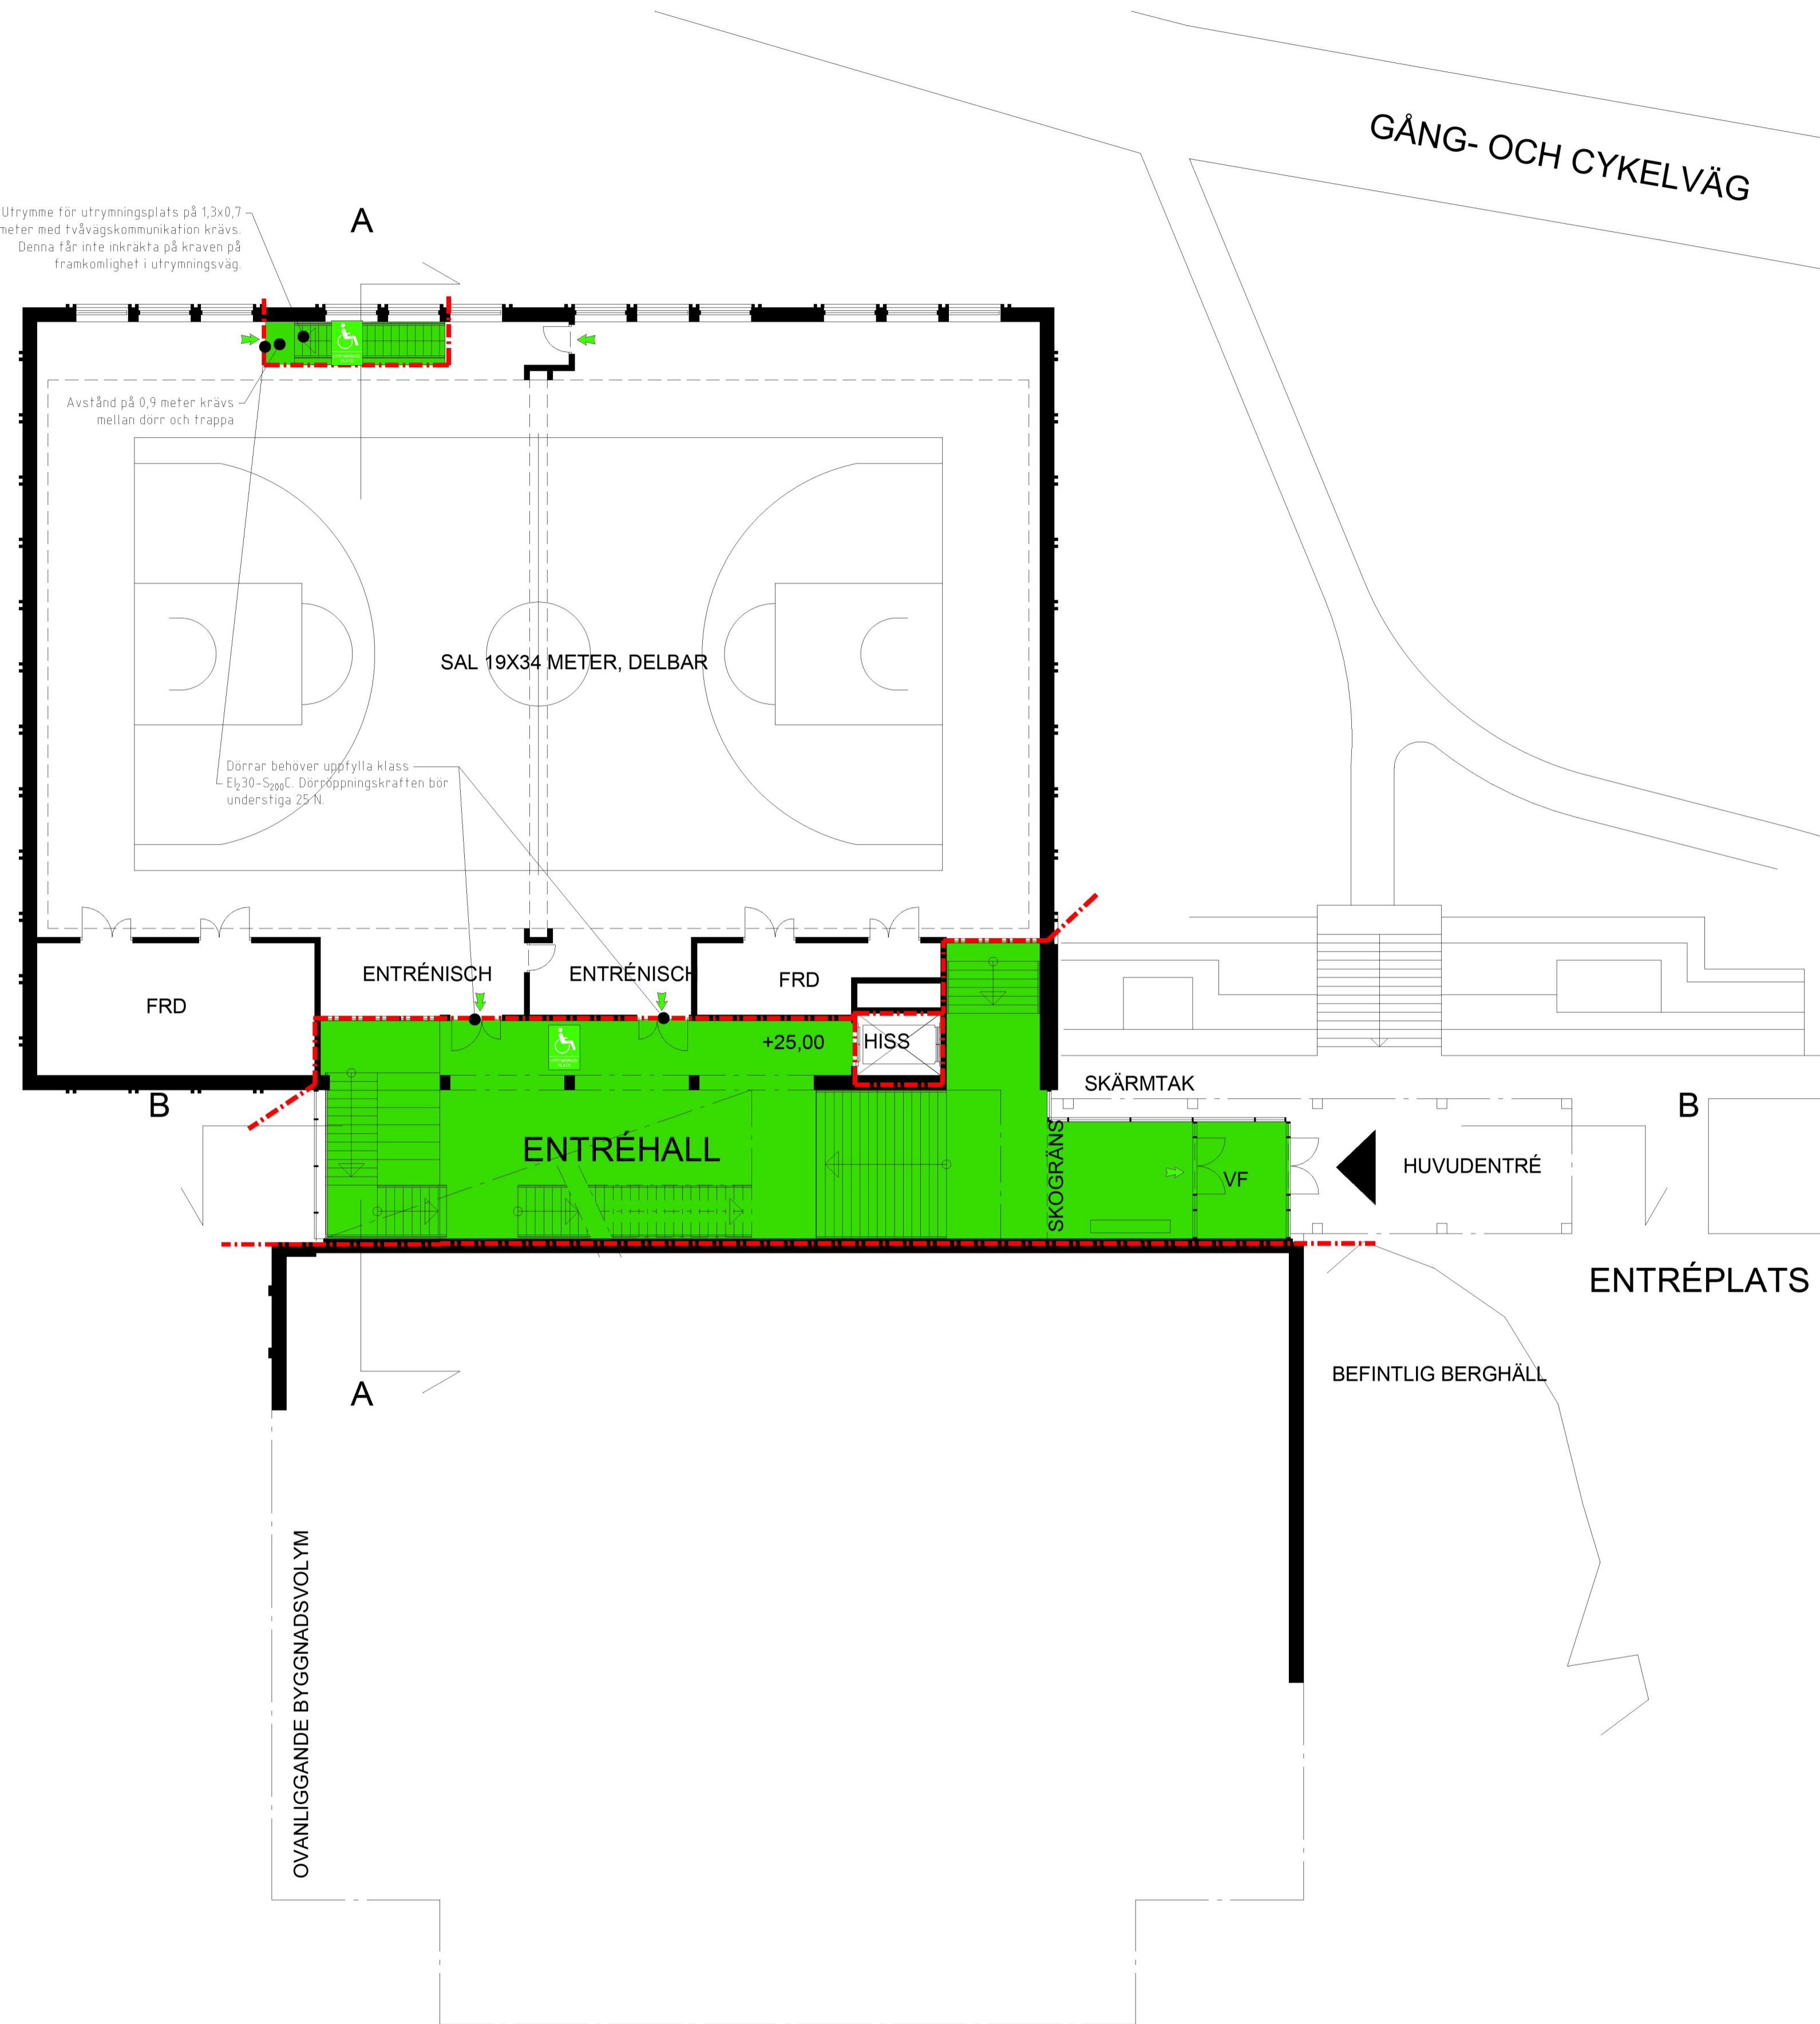 GÅNG- OCH CYKELVÄG
Utrymme för utrymningsplats på 1,3x0,7
meter med tvåvägskommunikation krävs.
Denna får inte inkräkta på kraven på
framkomlighet i utrymningsväg.
A
Avstånd på 0,9 meter krävs
mellan dörr och trappa
SAL 19X34 METER, DELBAR
Dörrar behöver uppfylla klass
EI₂30-S₂₀₀C. Dörröppningskraften bör
understiga 25 N.
ENTRÉNISCH
ENTRÉNISCH
FRD
FRD
+25,00
HISS
SKÄRMTAK
B
B
ENTRÉHALL
SKOGRÄNS
VF
HUVUDENTRÉ
ENTRÉPLATS
BEFINTLIG BERGHÄLL
A
OVANLIGGANDE BYGGNADSVOLYM